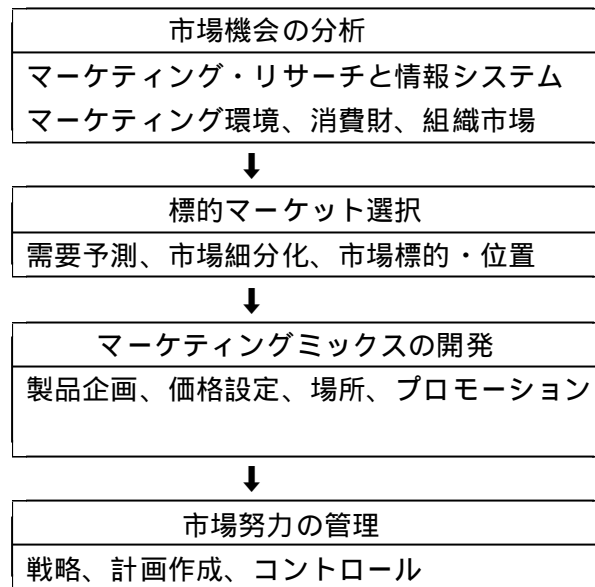 市場機会の分析
マーケティング・リサーチと情報システム
マーケティング環境、消費財、組織市場
⬇
標的マーケット選択
需要予測、市場細分化、市場標的・位置
⬇
マーケティングミックスの開発
製品企画、価格設定、場所、プロモーション
⬇
市場努力の管理
戦略、計画作成、コントロール